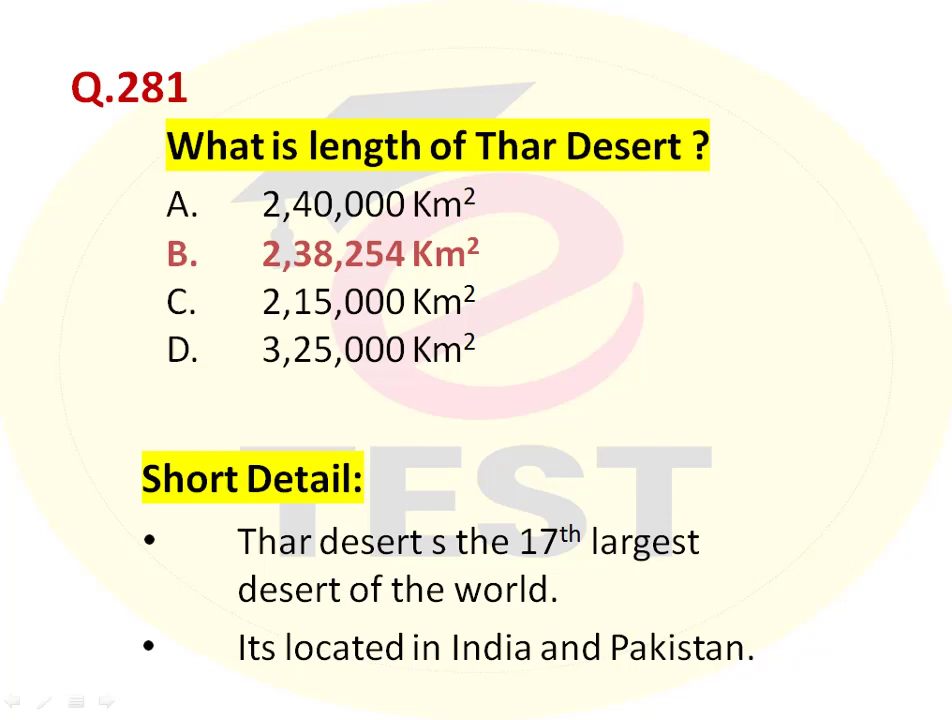 Q.281
What is length of Thar Desert ?
A. 2,40,000 Km²
B. 2,38,254 Km²
C. 2,15,000 Km²
D. 3,25,000 Km²
TEST
Short Detail:
• Thar desert s the 17th largest
desert of the world.
• Its located in India and Pakistan.